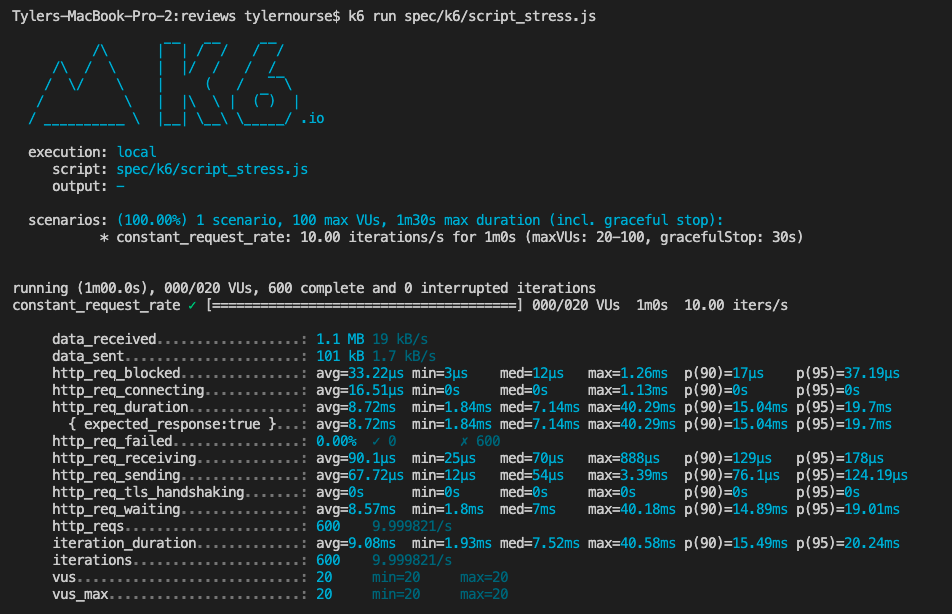 Tylers-MacBook-Pro-2:reviews tylernourse$ k6 run spec/k6/script_stress.js
K6
.io
execution: local
script: spec/k6/script_stress.js
output: -
scenarios: (100.00%) 1 scenario, 100 max VUs, 1m30s max duration (incl. graceful stop):
* constant_request_rate: 10.00 iterations/s for 1m0s (maxVUs: 20-100, gracefulStop: 30s)
running (1m00.0s), 000/020 VUs, 600 complete and 0 interrupted iterations
constant_request_rate ✓ [======================================] 000/020 VUs  1m0s  10.00 iters/s
data_received..................: 1.1 MB 19 kB/s
data_sent......................: 101 kB 1.7 kB/s
http_req_blocked...............: avg=33.22µs min=3µs    med=12µs   max=1.26ms  p(90)=17µs    p(95)=37.19µs
http_req_connecting............: avg=16.51µs min=0s     med=0s     max=1.13ms  p(90)=0s      p(95)=0s
http_req_duration..............: avg=8.72ms  min=1.84ms med=7.14ms max=40.29ms p(90)=15.04ms p(95)=19.7ms
{ expected_response:true }...: avg=8.72ms  min=1.84ms med=7.14ms max=40.29ms p(90)=15.04ms p(95)=19.7ms
http_req_failed................: 0.00%  ✓ 0        ✗ 600
http_req_receiving.............: avg=90.1µs  min=25µs   med=70µs   max=888µs   p(90)=129µs   p(95)=178µs
http_req_sending...............: avg=67.72µs min=12µs   med=54µs   max=3.39ms  p(90)=76.1µs  p(95)=124.19µs
http_req_tls_handshaking.......: avg=0s      min=0s     med=0s     max=0s      p(90)=0s      p(95)=0s
http_req_waiting...............: avg=8.57ms  min=1.8ms  med=7ms    max=40.18ms p(90)=14.89ms p(95)=19.01ms
http_reqs......................: 600    9.999821/s
iteration_duration.............: avg=9.08ms  min=1.93ms med=7.52ms max=40.58ms p(90)=15.49ms p(95)=20.24ms
iterations.....................: 600    9.999821/s
vus............................: 20     min=20     max=20
vus_max........................: 20     min=20     max=20